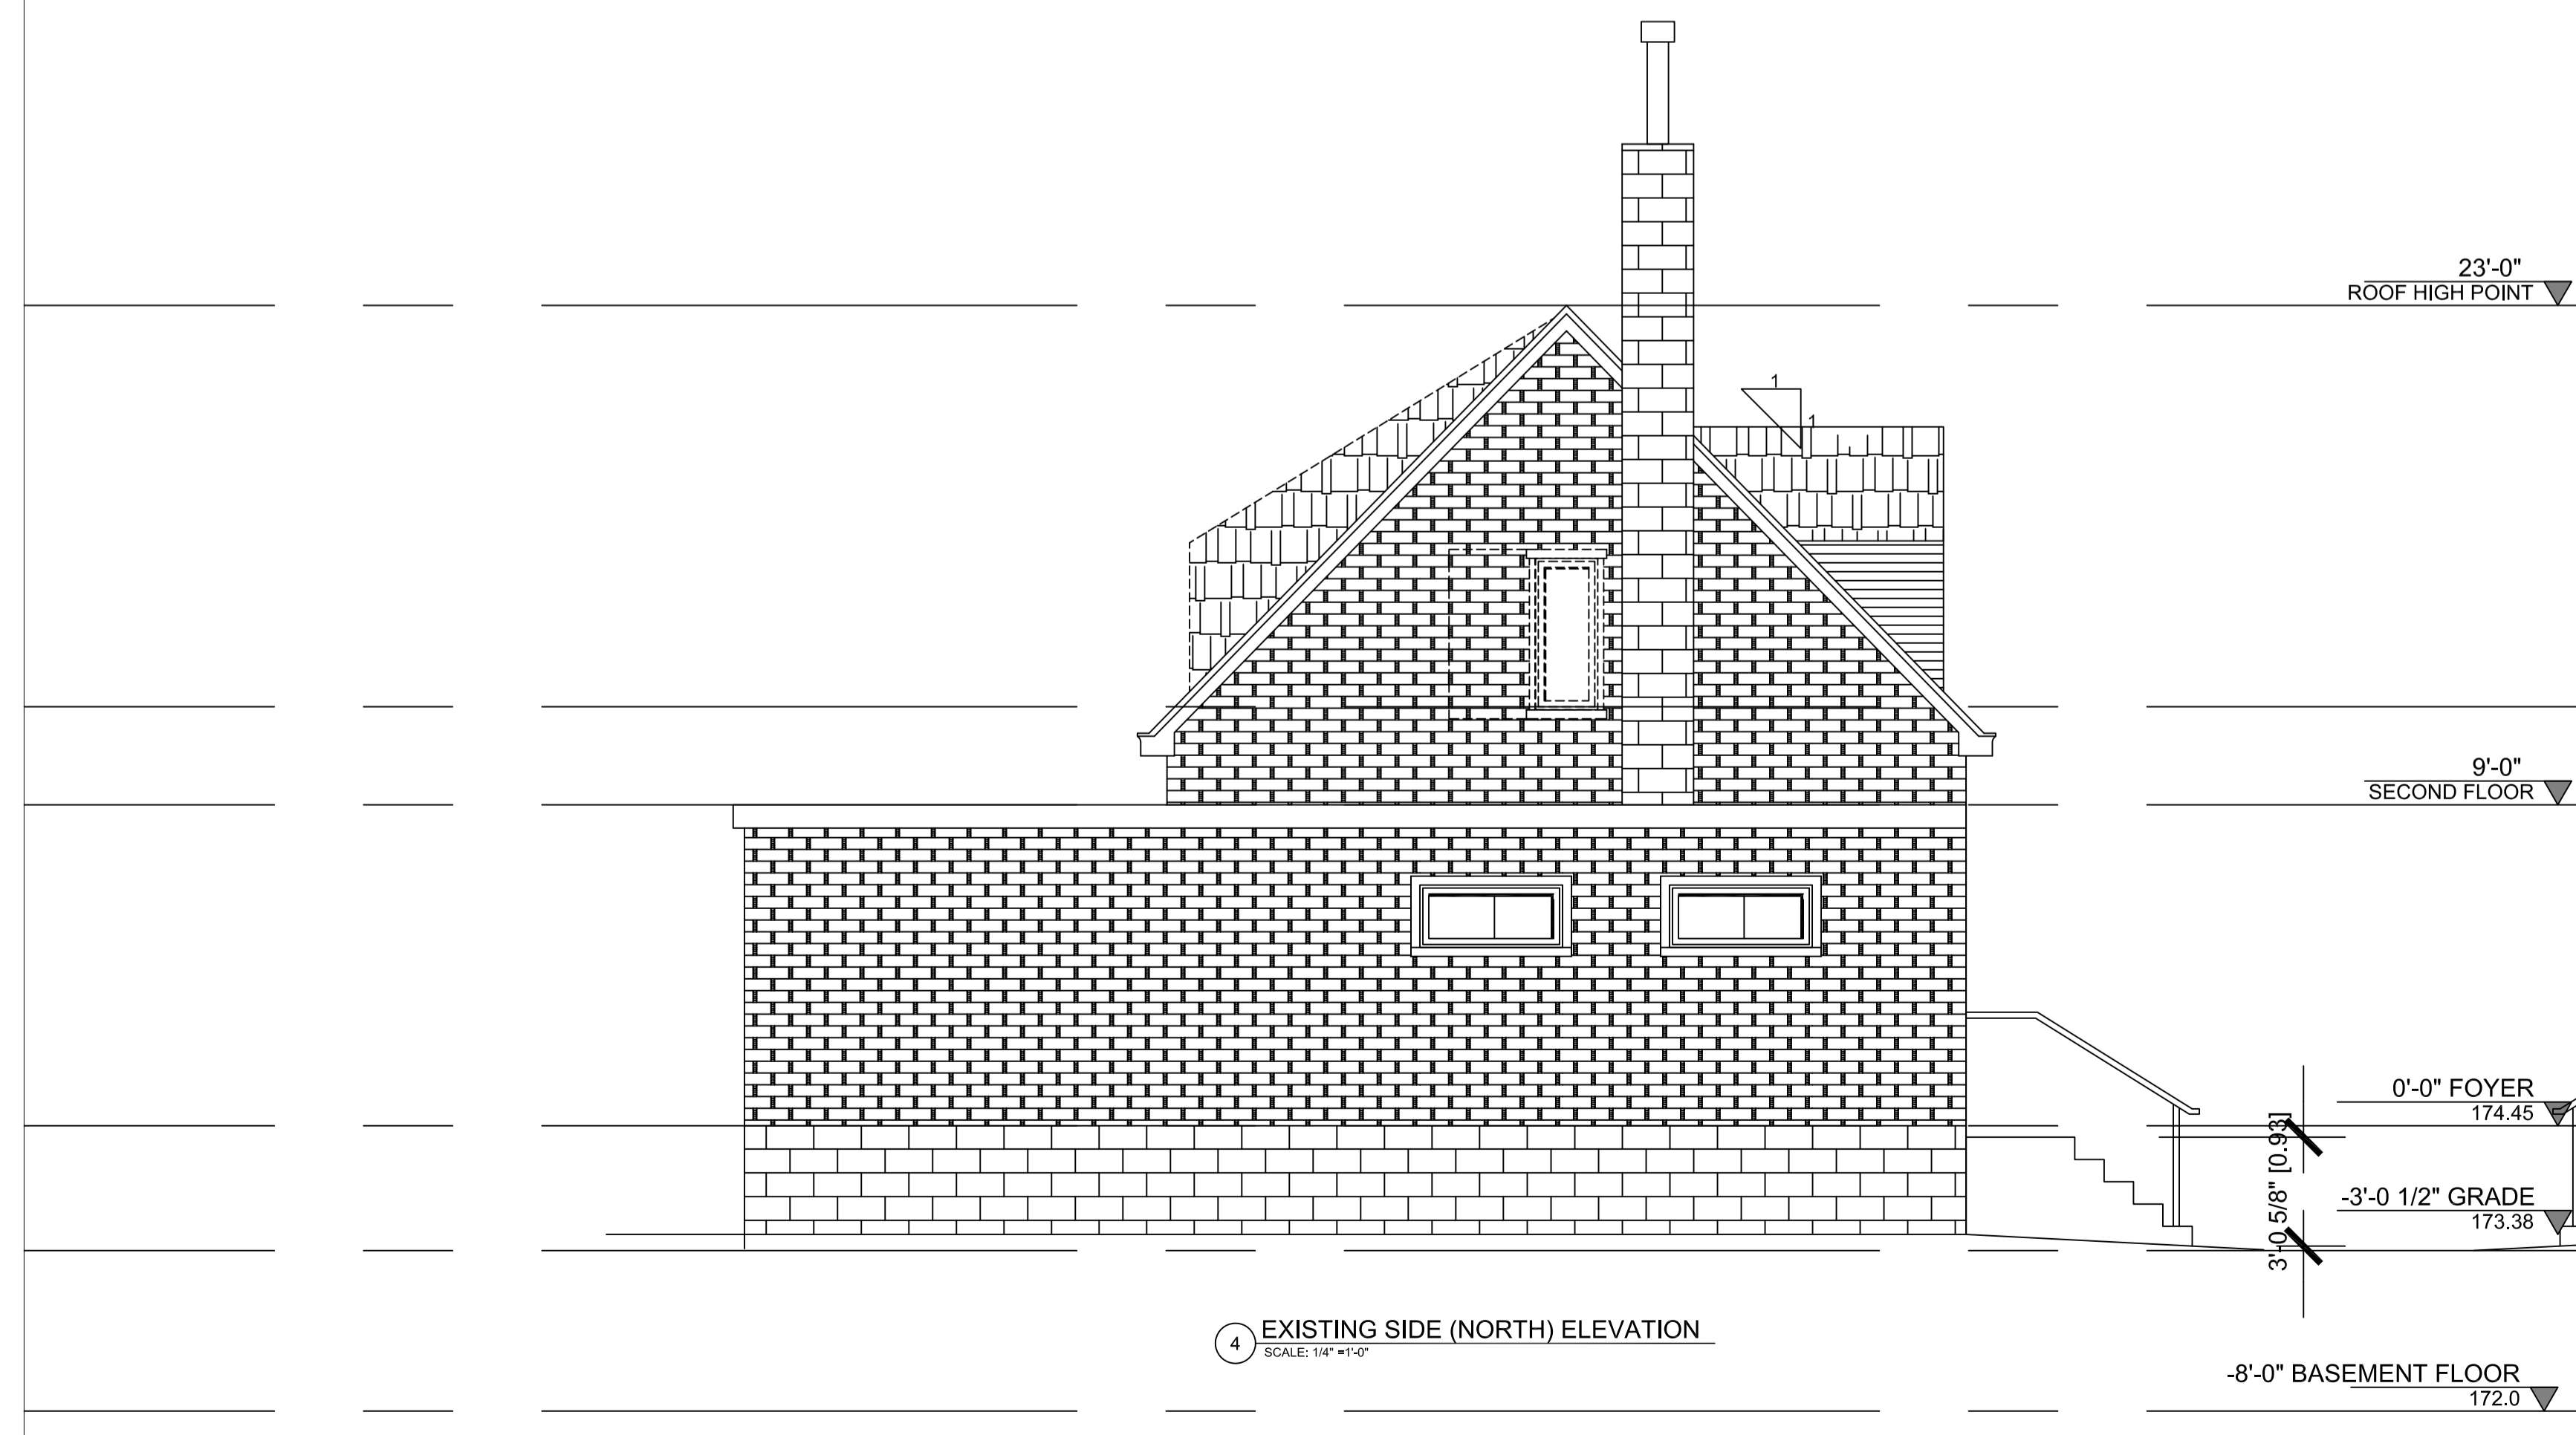 23'-0"
ROOF HIGH POINT
1
1
9'-0"
SECOND FLOOR
0'-0" FOYER
174.45
3'-0 5/8" [0.93]
-3'-0 1/2" GRADE
173.38
4
EXISTING SIDE (NORTH) ELEVATION
SCALE: 1/4" =1'-0"
-8'-0" BASEMENT FLOOR
172.0